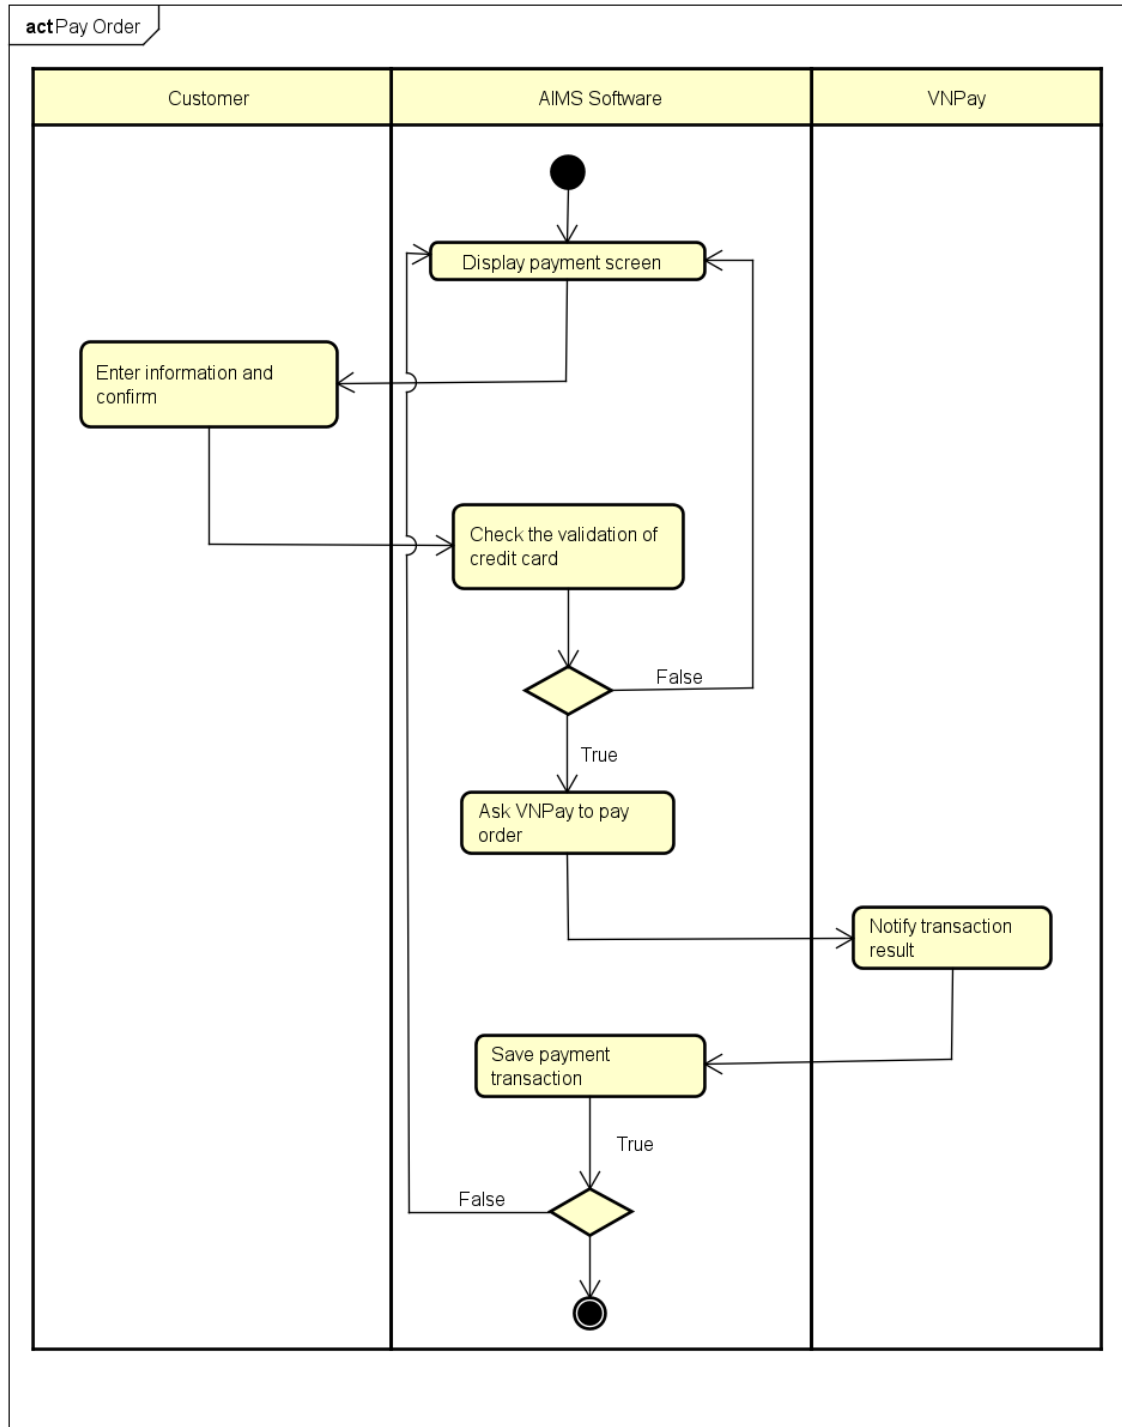 act Pay Order
Customer
AIMS Software
VNPay
Display payment screen
Enter information and
confirm
Check the validation of
credit card
False
True
Ask VNPay to pay
order
Notify transaction
result
Save payment
transaction
True
False